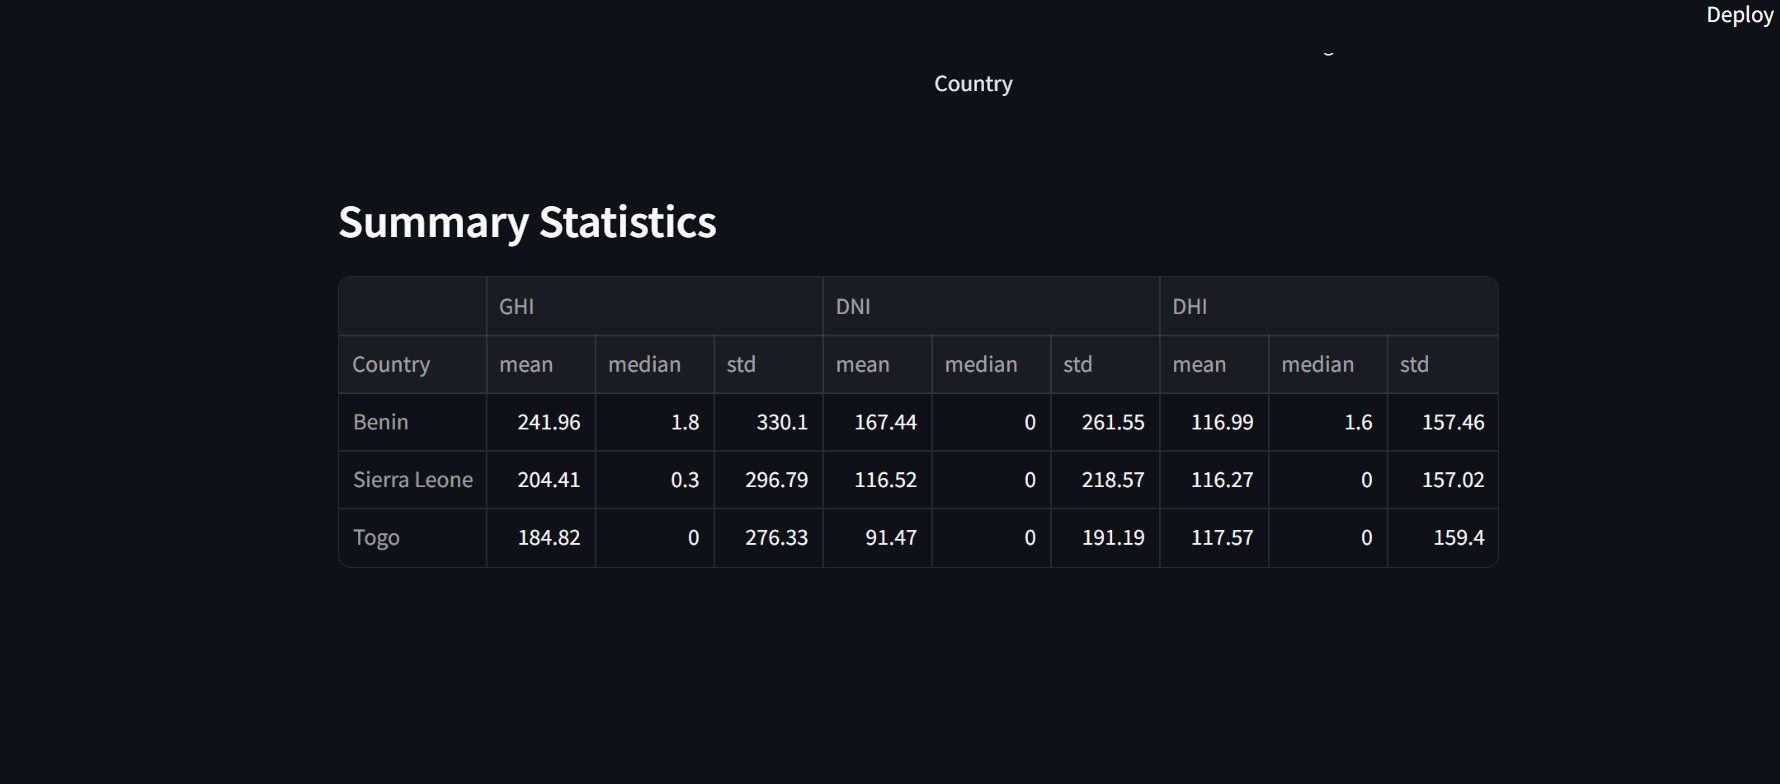 Deploy
Country
Summary Statistics
GHI DNI DHI
Country mean median std mean median std mean median std
Benin 241.96 1.8 330.1 167.44 0 261.55 116.99 1.6 157.46
Sierra Leone 204.41 0.3 296.79 116.52 0 218.57 116.27 0 157.02
Togo 184.82 0 276.33 91.47 0 191.19 117.57 0 159.4